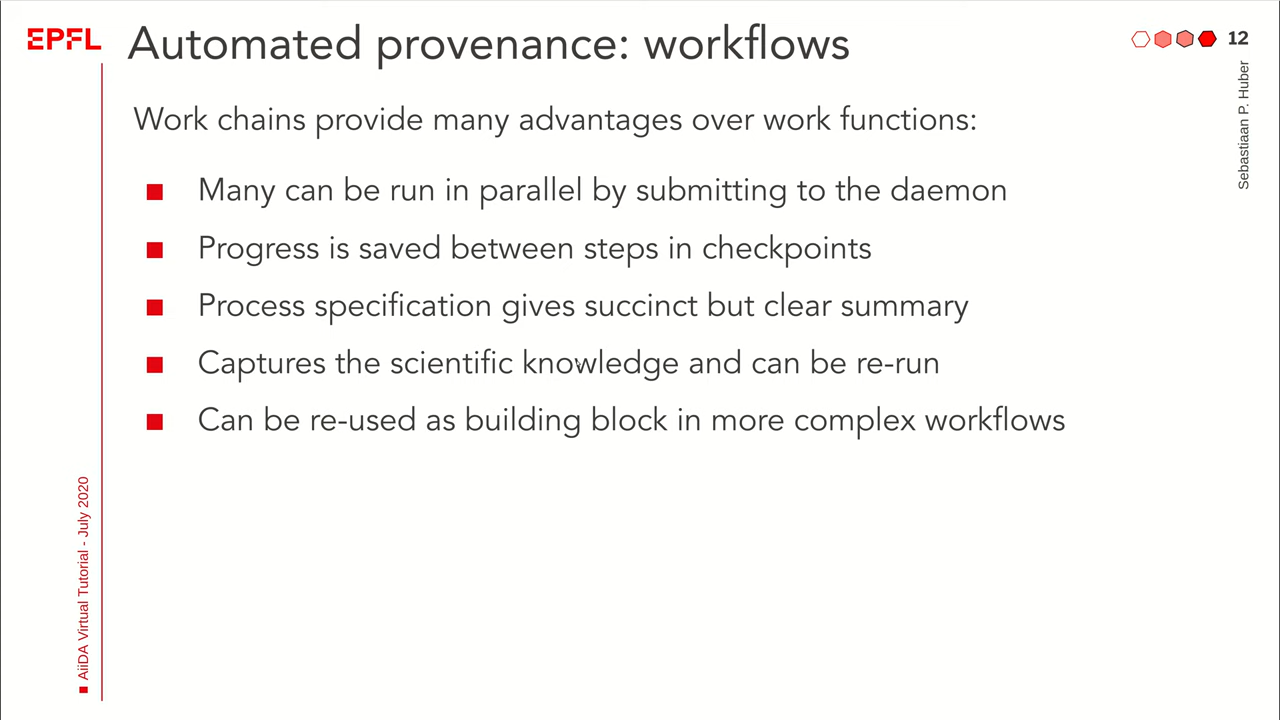 EPFL
Automated provenance: workflows
12
Sebastiaan P. Huber
Work chains provide many advantages over work functions:
Many can be run in parallel by submitting to the daemon
Progress is saved between steps in checkpoints
Process specification gives succinct but clear summary
Captures the scientific knowledge and can be re-run
Can be re-used as building block in more complex workflows
AiiDA Virtual Tutorial - July 2020